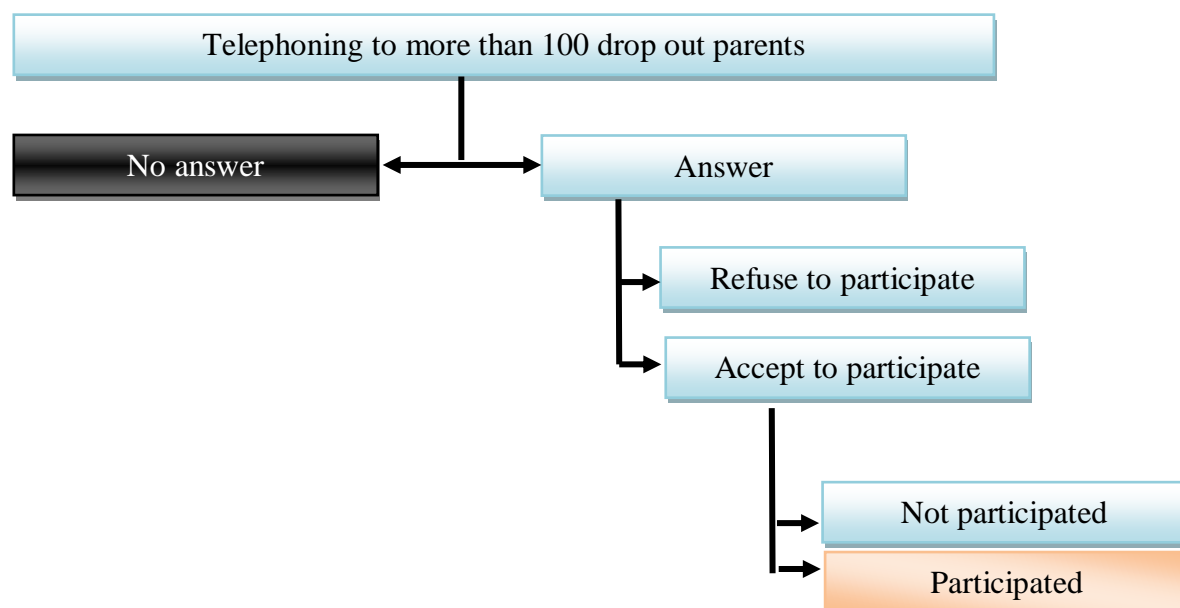 Telephoning to more than 100 drop out parents
No answer
Answer
Refuse to participate
Accept to participate
Not participated
Participated